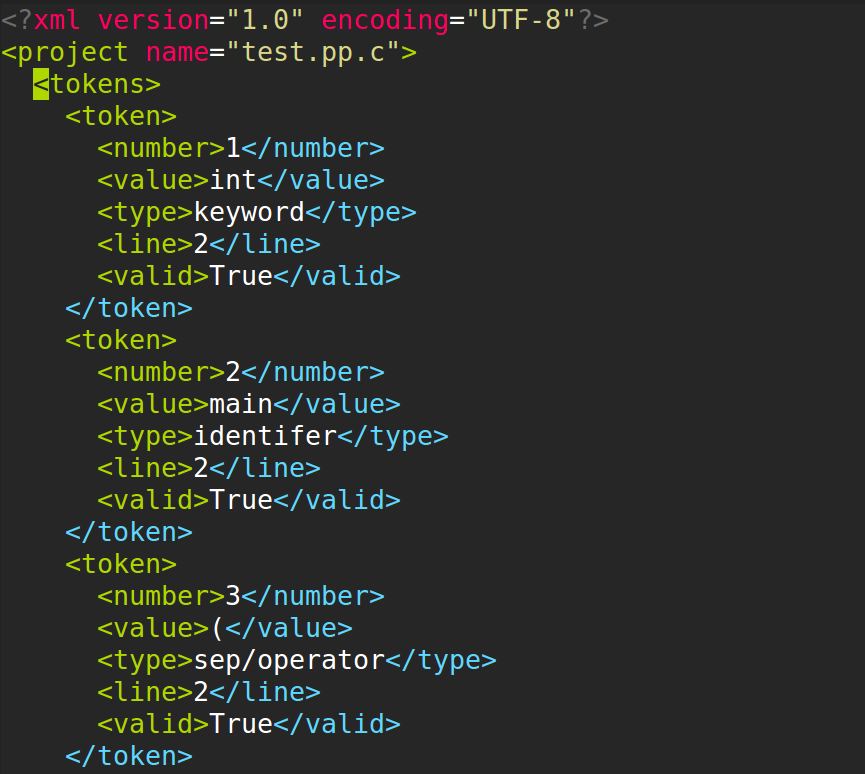 <?xml version="1.0" encoding="UTF-8"?>
<project name="test.pp.c">
  <tokens>
    <token>
      <number>1</number>
      <value>int</value>
      <type>keyword</type>
      <line>2</line>
      <valid>True</valid>
    </token>
    <token>
      <number>2</number>
      <value>main</value>
      <type>identifer</type>
      <line>2</line>
      <valid>True</valid>
    </token>
    <token>
      <number>3</number>
      <value>(</value>
      <type>sep/operator</type>
      <line>2</line>
      <valid>True</valid>
    </token>